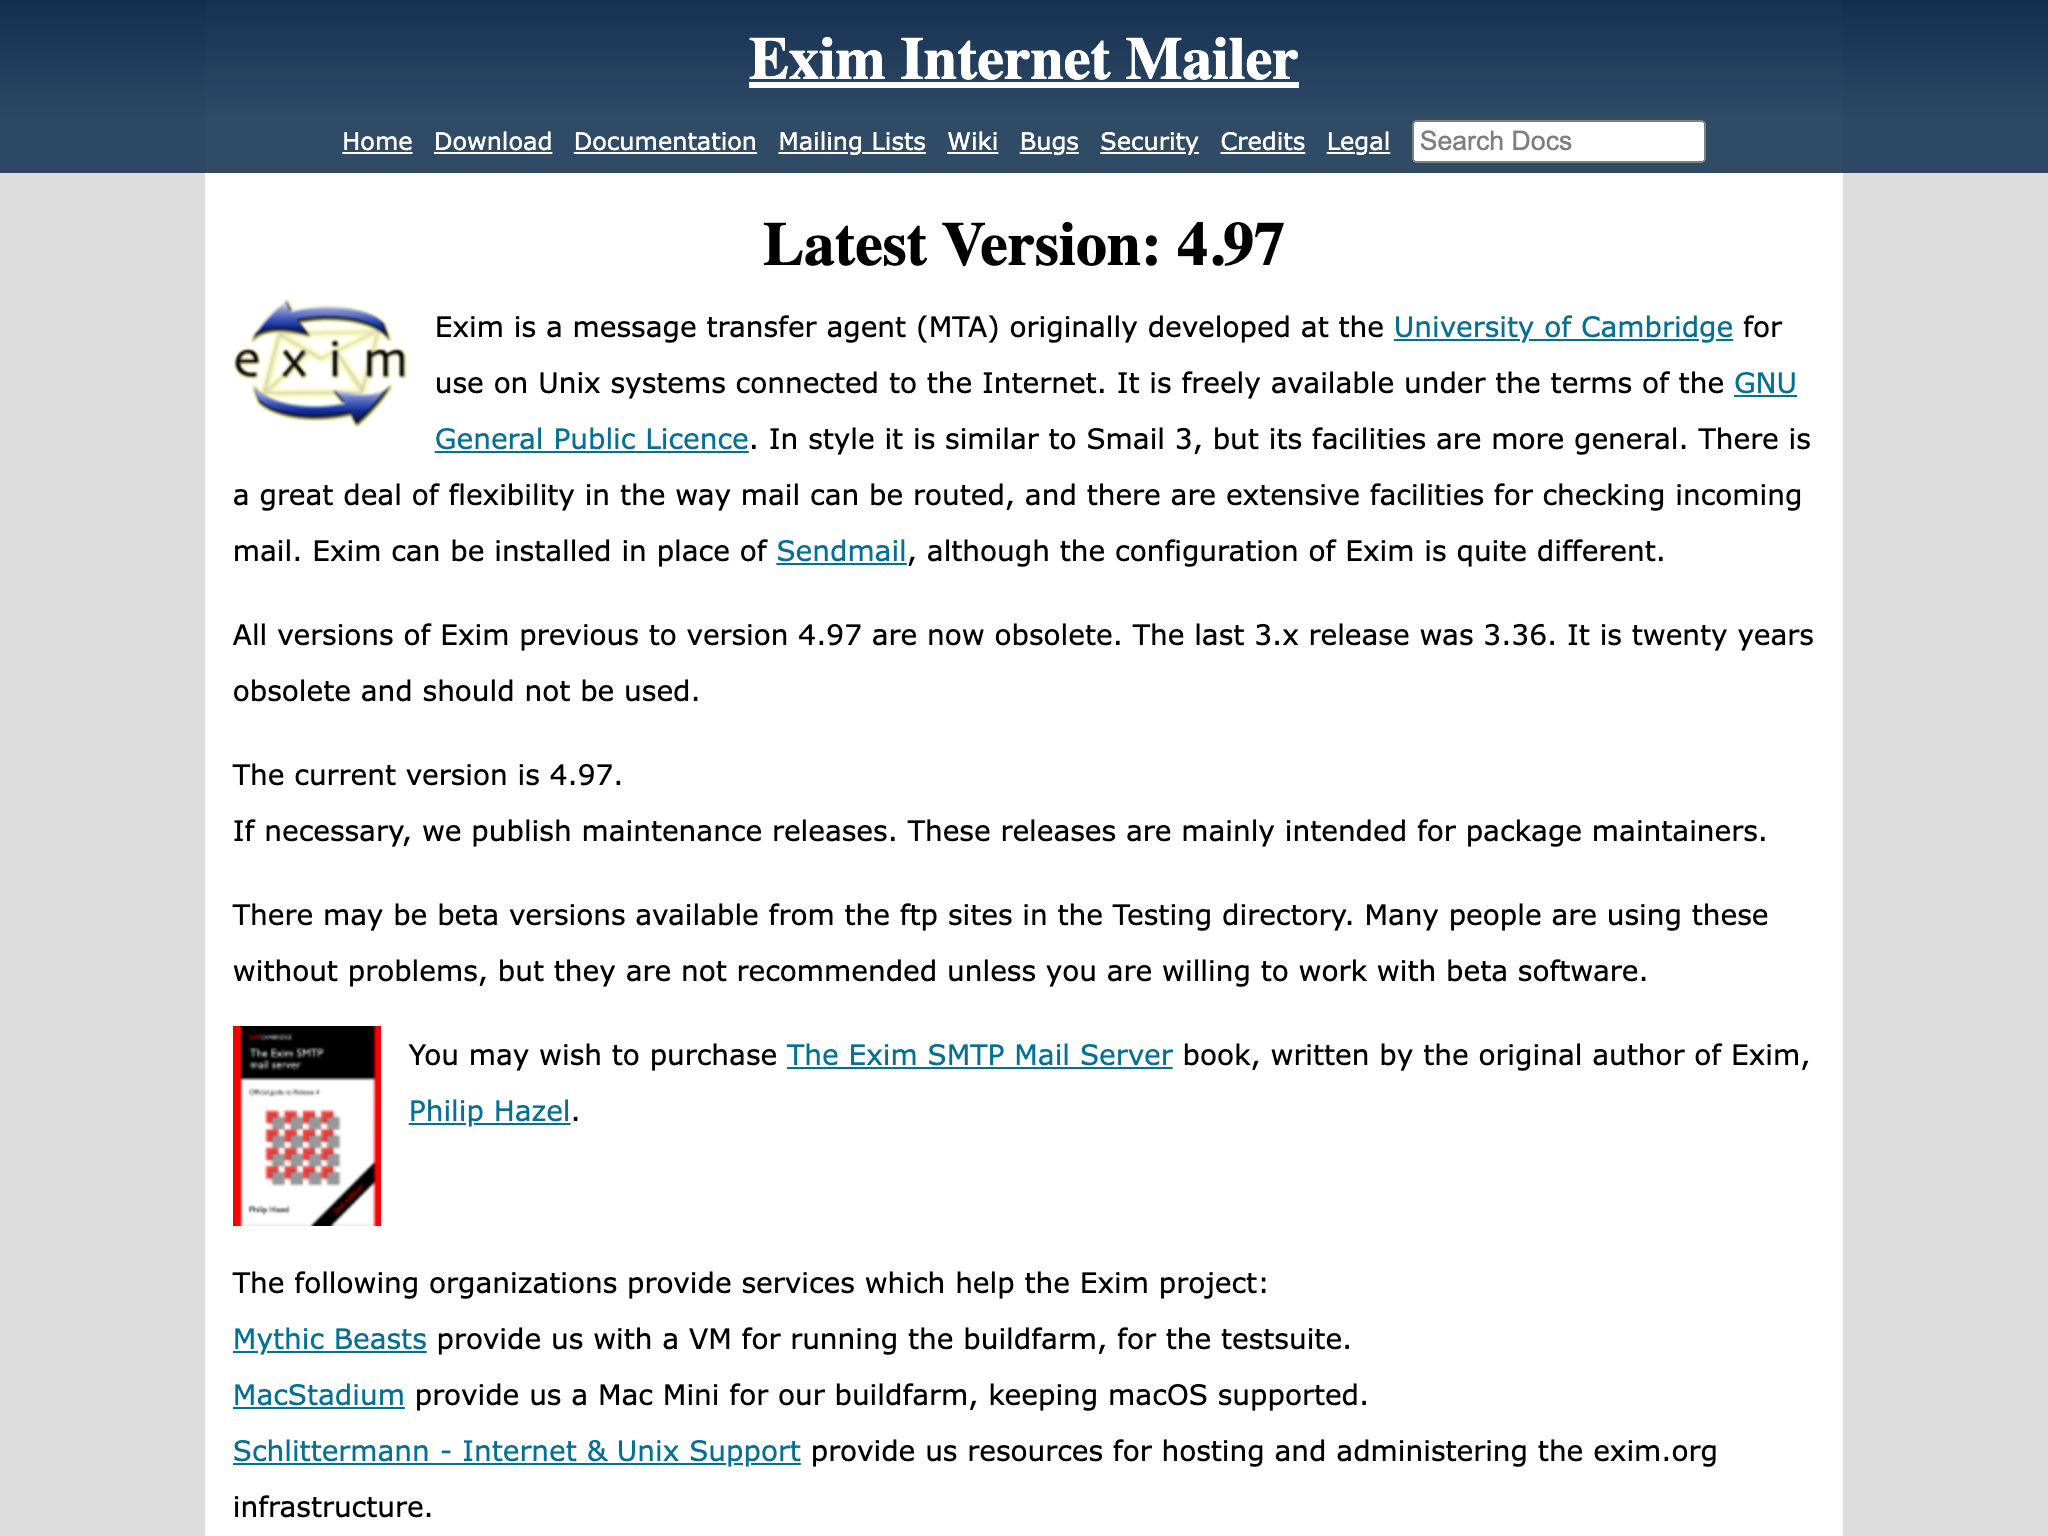 Exim Internet Mailer
Home Download Documentation Mailing Lists Wiki Bugs Security Credits Legal Search Docs
Latest Version: 4.97
exim
Exim is a message transfer agent (MTA) originally developed at the University of Cambridge for
use on Unix systems connected to the Internet. It is freely available under the terms of the GNU
General Public Licence. In style it is similar to Smail 3, but its facilities are more general. There is
a great deal of flexibility in the way mail can be routed, and there are extensive facilities for checking incoming
mail. Exim can be installed in place of Sendmail, although the configuration of Exim is quite different.
All versions of Exim previous to version 4.97 are now obsolete. The last 3.x release was 3.36. It is twenty years
obsolete and should not be used.
The current version is 4.97.
If necessary, we publish maintenance releases. These releases are mainly intended for package maintainers.
There may be beta versions available from the ftp sites in the Testing directory. Many people are using these
without problems, but they are not recommended unless you are willing to work with beta software.
The Exim SMTP
mail server
Official guide to Release 4
Philip Hazel
You may wish to purchase The Exim SMTP Mail Server book, written by the original author of Exim,
Philip Hazel.
The following organizations provide services which help the Exim project:
Mythic Beasts provide us with a VM for running the buildfarm, for the testsuite.
MacStadium provide us a Mac Mini for our buildfarm, keeping macOS supported.
Schlittermann - Internet & Unix Support provide us resources for hosting and administering the exim.org
infrastructure.